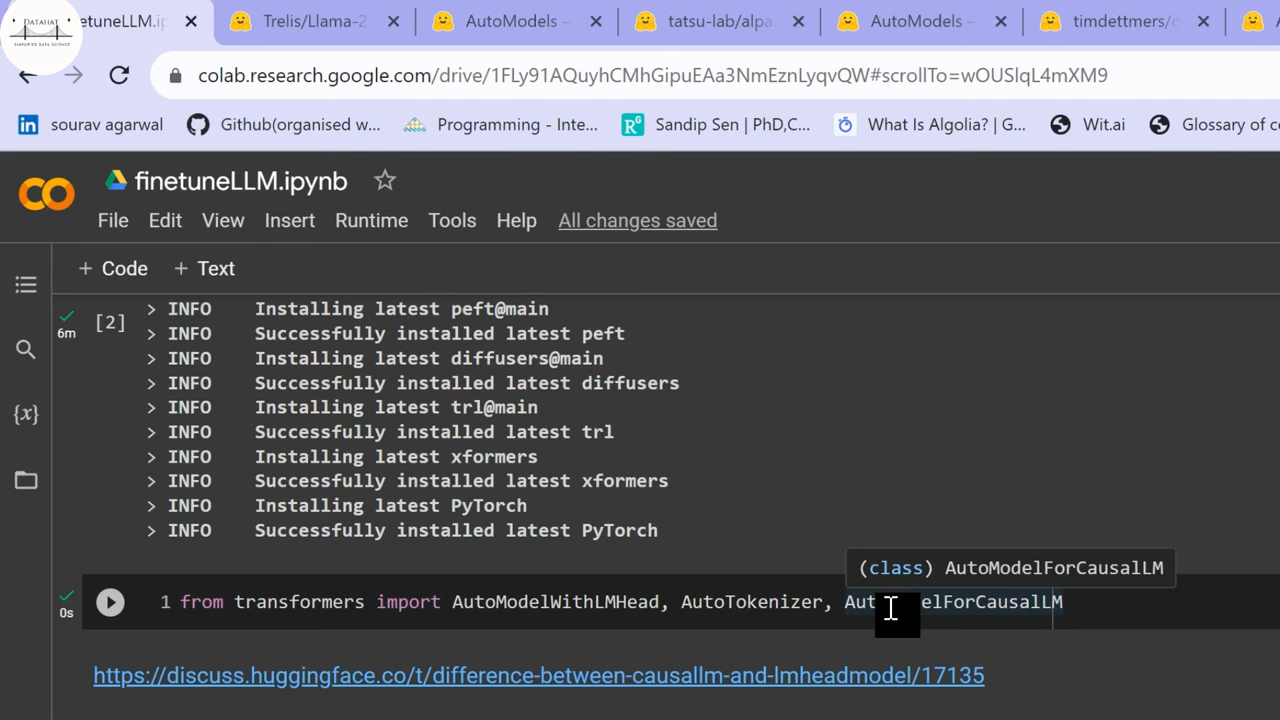 DATAHAT
SIMPLIFIED DATA SCIENCE
etuneLLM.ip
Trelis/Llama-2
AutoModels –
tatsu-lab/alpa
AutoModels –
timdettmers/
colab.research.google.com/drive/1FLy91AQuyhCMhGipuEAa3NmEznLyqvQW#scrollTo=wOUSlqL4mXM9
sourav agarwal
Github(organised w...
Programming - Inte...
Sandip Sen | PhD,C...
What Is Algolia? | G...
Wit.ai
Glossary of c
finetuneLLM.ipynb
File Edit View Insert Runtime Tools Help All changes saved
+ Code + Text
[2]
6m
> INFO Installing latest peft@main
> INFO Successfully installed latest peft
> INFO Installing latest diffusers@main
> INFO Successfully installed latest diffusers
> INFO Installing latest trl@main
> INFO Successfully installed latest trl
> INFO Installing latest xformers
> INFO Successfully installed latest xformers
> INFO Installing latest PyTorch
> INFO Successfully installed latest PyTorch
(class) AutoModelForCausalLM
0s
1 from transformers import AutoModelWithLMHead, AutoTokenizer, AutoModelForCausalLM
https://discuss.huggingface.co/t/difference-between-causallm-and-lmheadmodel/17135